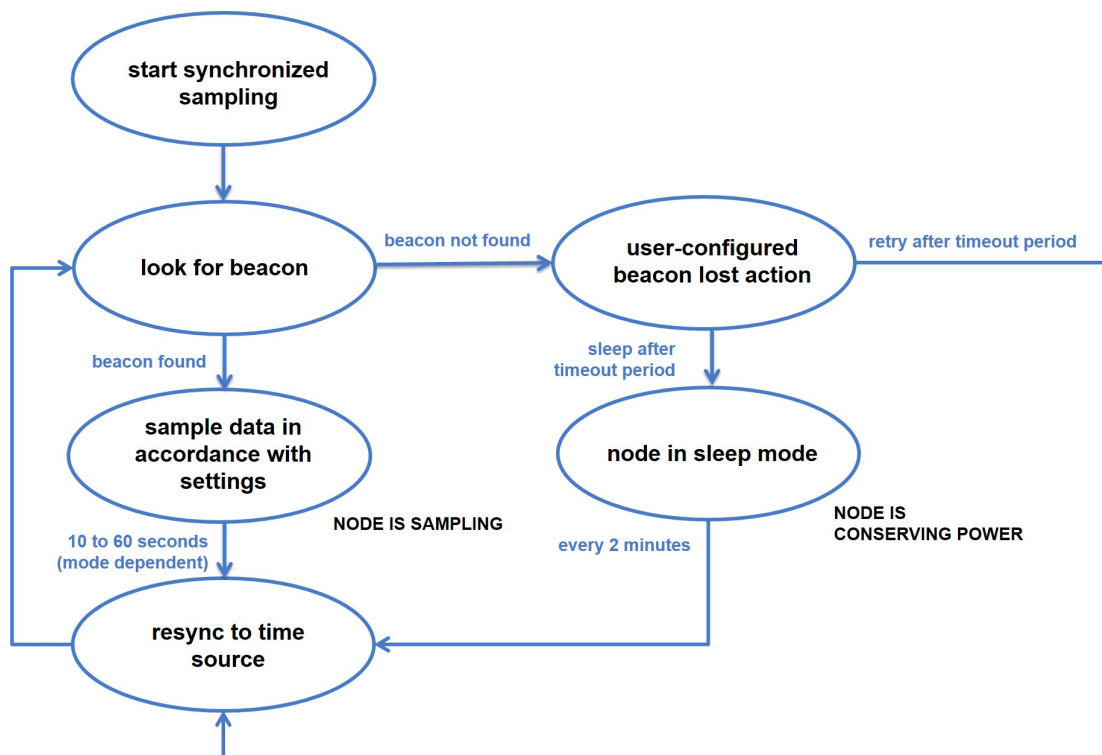 start synchronized
sampling
look for beacon
beacon not found
user-configured
beacon lost action
retry after timeout period
beacon found
sleep after
timeout period
sample data in
accordance with
settings
node in sleep mode
NODE IS SAMPLING
NODE IS
CONSERVING POWER
10 to 60 seconds
(mode dependent)
every 2 minutes
resync to time
source